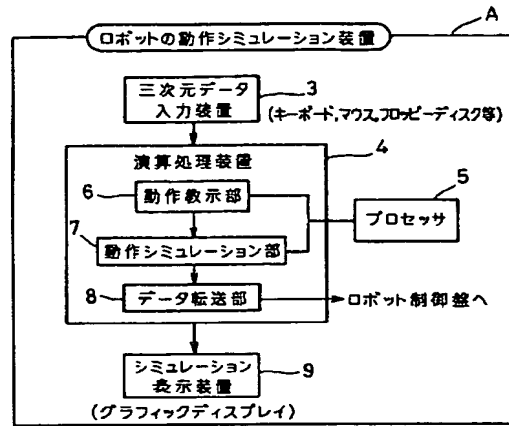 A
ロボットの動作シミュレーション装置
3
三次元データ
入力装置
(キーボード,マウス,フロッピーディスク等)
4
演算処理装置
5
6
動作教示部
プロセッサ
7
動作シミュレーション部
8
データ転送部
ロボット制御盤へ
9
シミュレーション
表示装置
(グラフィックディスプレイ)